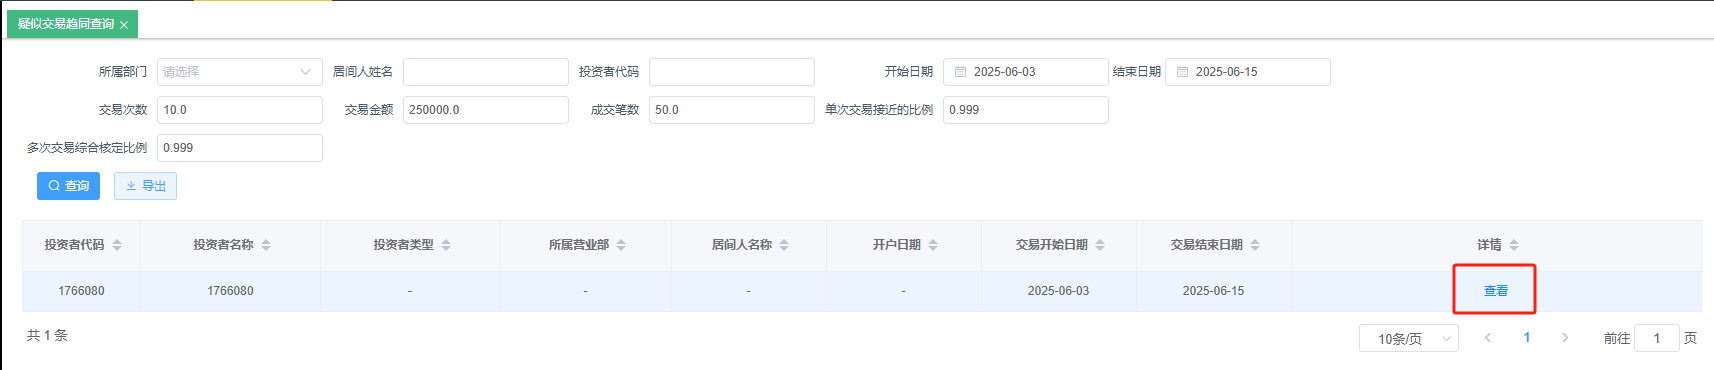 疑似交易趋同查询 ×
所属部门 请选择 居间人姓名 投资者代码 开始日期 2025-06-03 结束日期 2025-06-15
交易次数 10.0 交易金额 250000.0 成交笔数 50.0 单次交易接近的比例 0.999
多次交易综合核定比例 0.999
查询 导出
投资者代码 投资者名称 投资者类型 所属营业部 居间人名称 开户日期 交易开始日期 交易结束日期 详情
1766080 1766080 - - - - 2025-06-03 2025-06-15 查看
共 1 条 10条/页 1 前往 1 页